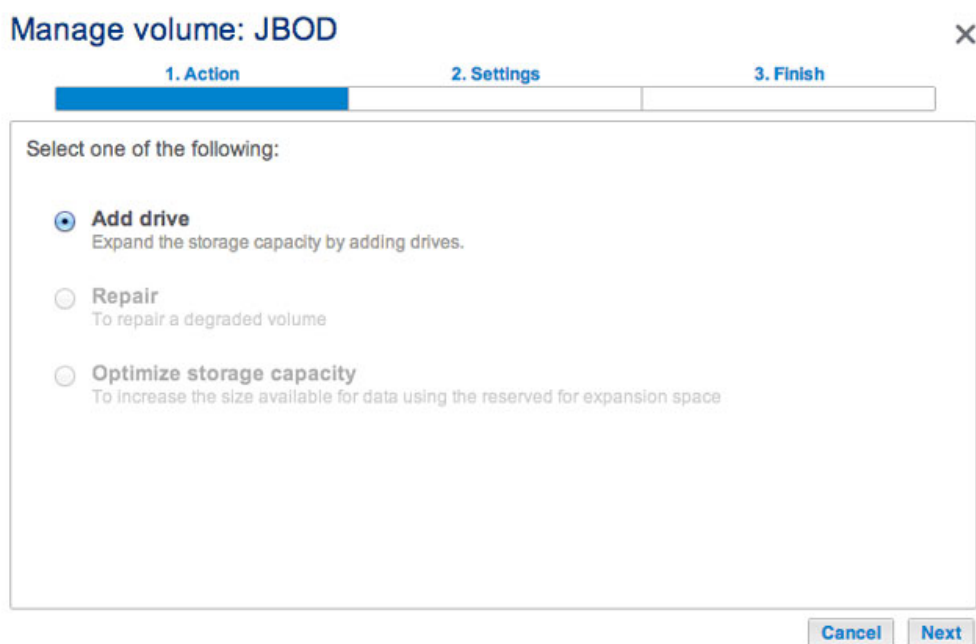 Manage volume: JBOD
1. Action
2. Settings
3. Finish
Select one of the following:
Add drive
Expand the storage capacity by adding drives.
Repair
To repair a degraded volume
Optimize storage capacity
To increase the size available for data using the reserved for expansion space
Cancel
Next